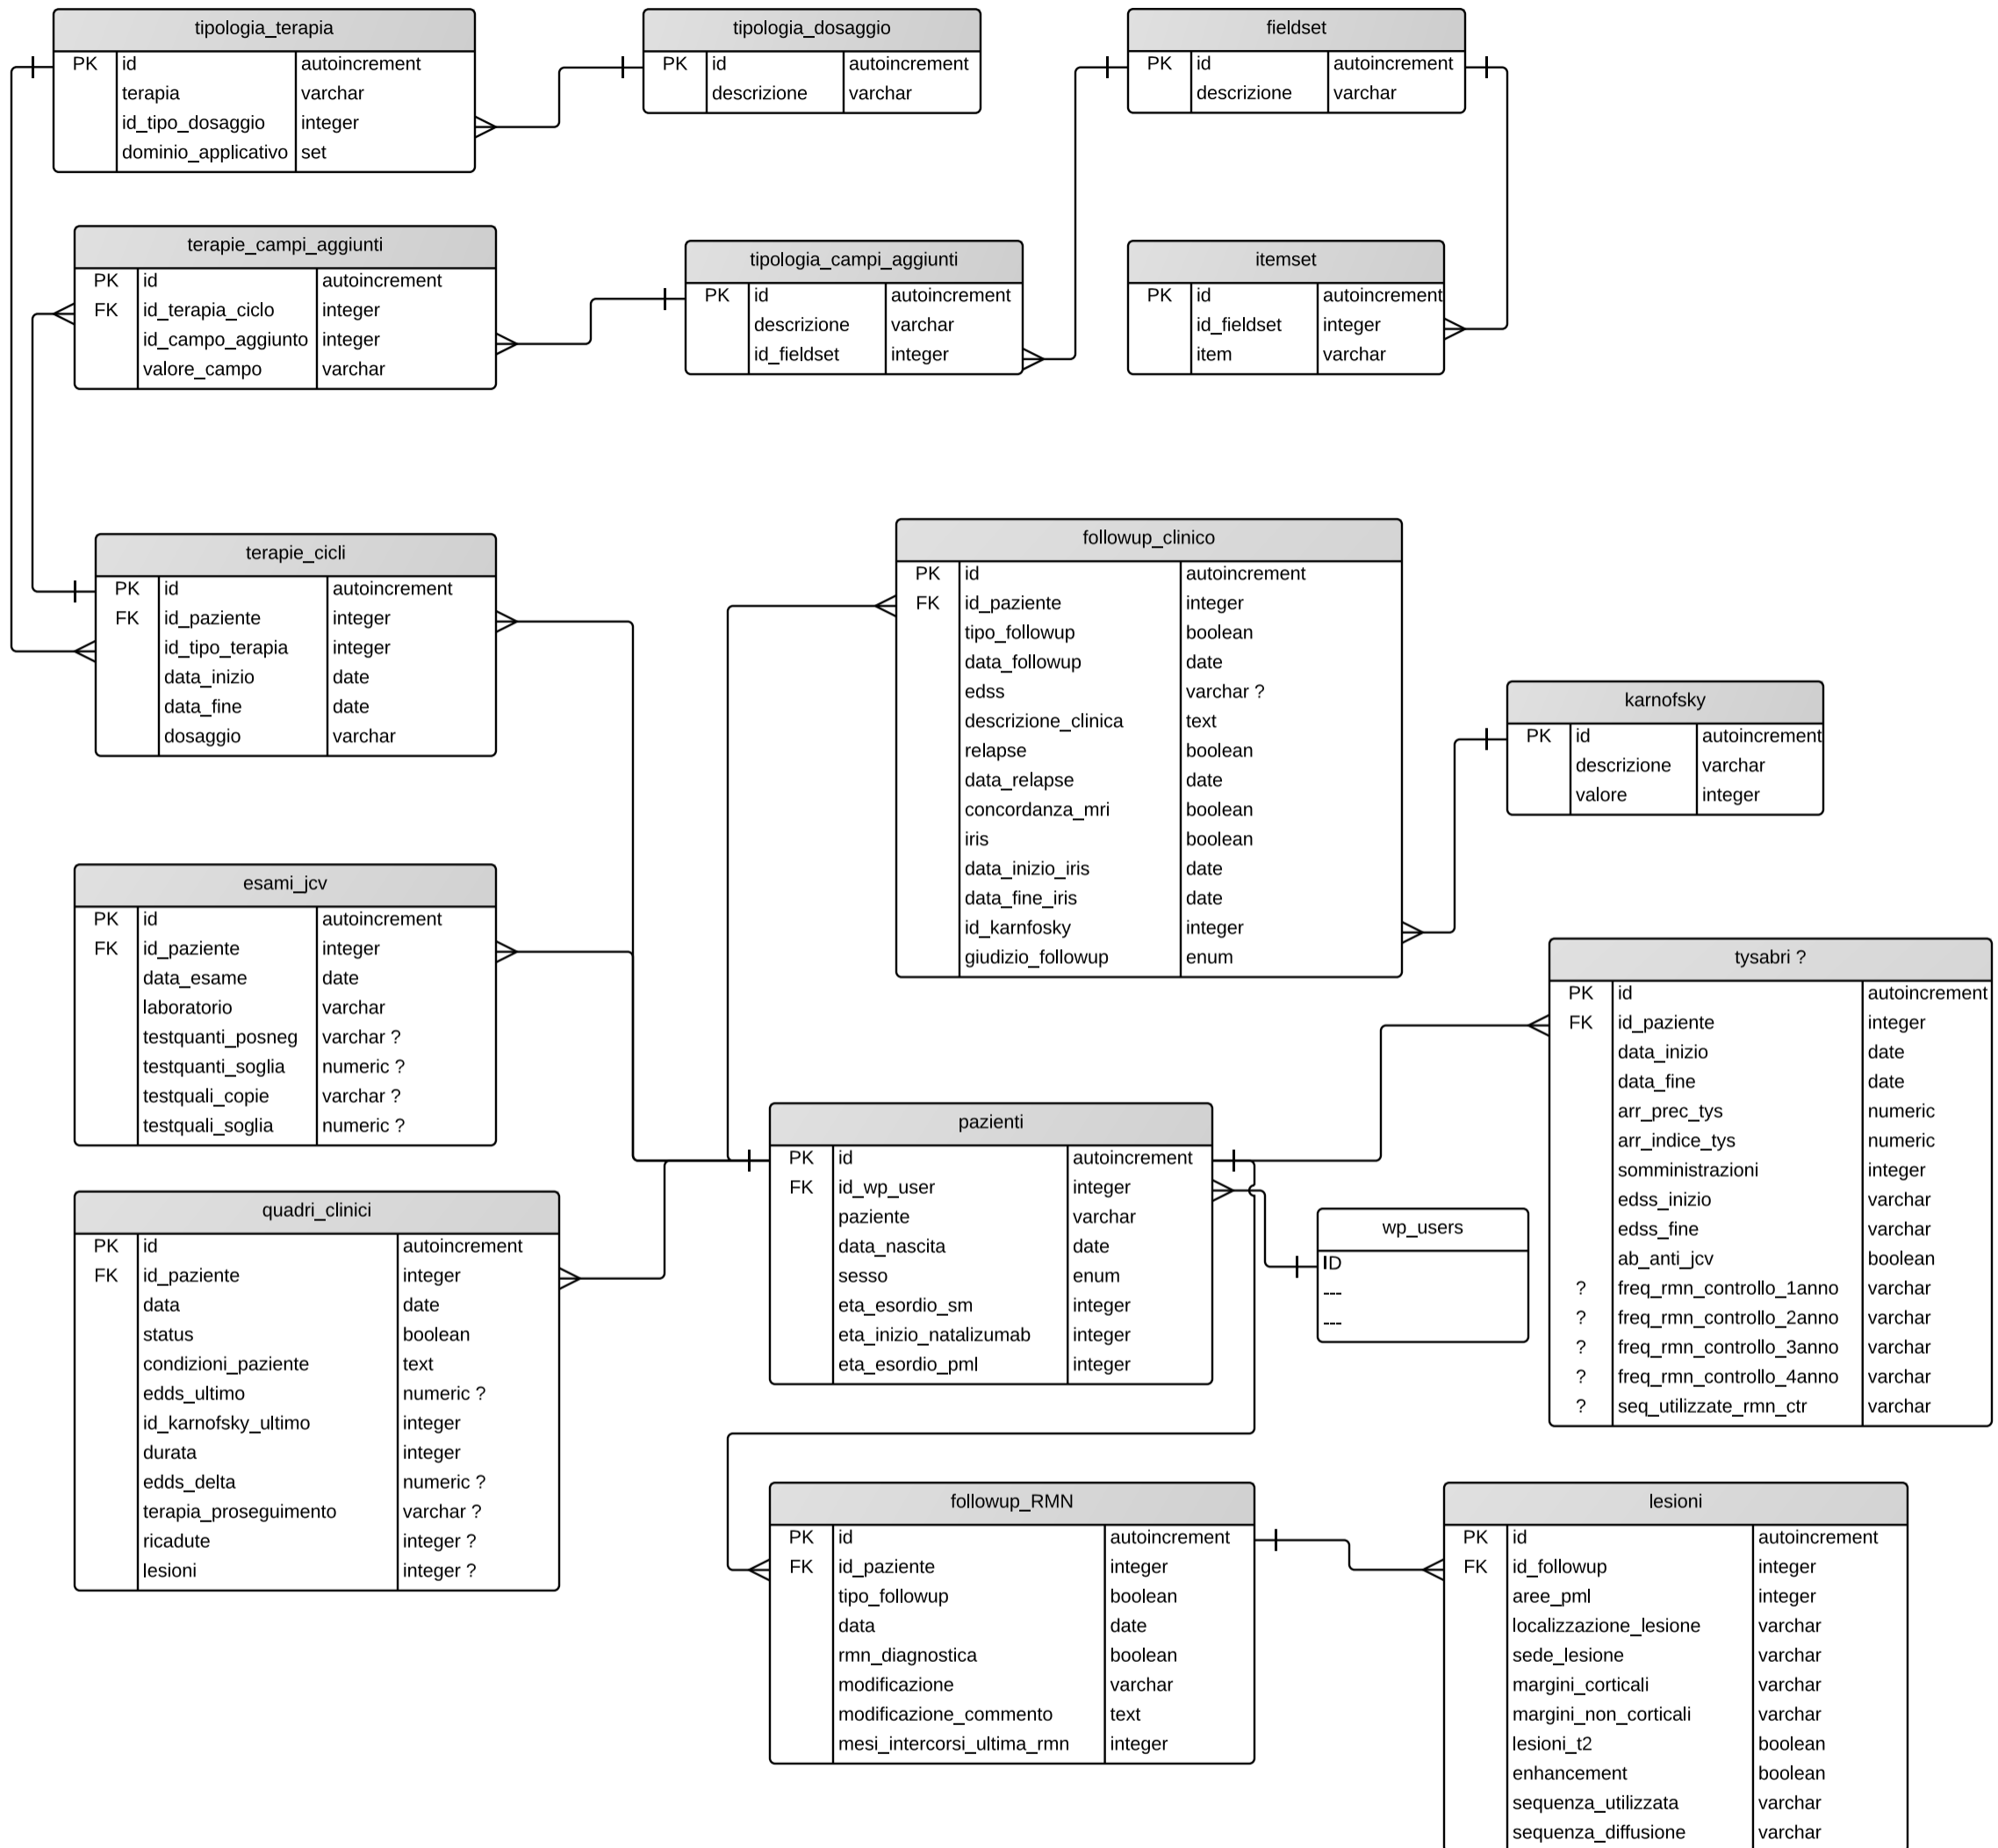 tipologia_terapia
PK id autoincrement
terapia varchar
id_tipo_dosaggio integer
dominio_applicativo set
tipologia_dosaggio
PK id autoincrement
descrizione varchar
fieldset
PK id autoincrement
descrizione varchar
terapie_campi_aggiunti
PK id autoincrement
FK id_terapia_ciclo integer
id_campo_aggiunto integer
valore_campo varchar
tipologia_campi_aggiunti
PK id autoincrement
descrizione varchar
id_fieldset integer
itemset
PK id autoincrement
id_fieldset integer
item varchar
terapie_cicli
PK id autoincrement
FK id_paziente integer
id_tipo_terapia integer
data_inizio date
data_fine date
dosaggio varchar
followup_clinico
PK id autoincrement
FK id_paziente integer
tipo_followup boolean
data_followup date
edss varchar ?
descrizione_clinica text
relapse boolean
data_relapse date
concordanza_mri boolean
iris boolean
data_inizio_iris date
data_fine_iris date
id_karnfosky integer
giudizio_followup enum
karnofsky
PK id autoincrement
descrizione varchar
valore integer
esami_jcv
PK id autoincrement
FK id_paziente integer
data_esame date
laboratorio varchar
testquanti_posneg varchar ?
testquanti_soglia numeric ?
testquali_copie varchar ?
testquali_soglia numeric ?
tysabri ?
PK id autoincrement
FK id_paziente integer
data_inizio date
data_fine date
arr_prec_tys numeric
arr_indice_tys numeric
somministrazioni integer
edss_inizio varchar
edss_fine varchar
ab_anti_jcv boolean
? freq_rmn_controllo_1anno varchar
? freq_rmn_controllo_2anno varchar
? freq_rmn_controllo_3anno varchar
? freq_rmn_controllo_4anno varchar
? seq_utilizzate_rmn_ctr varchar
pazienti
PK id autoincrement
FK id_wp_user integer
paziente varchar
data_nascita date
sesso enum
eta_esordio_sm integer
eta_inizio_natalizumab integer
eta_esordio_pml integer
wp_users
ID
---
---
quadri_clinici
PK id autoincrement
FK id_paziente integer
data date
status boolean
condizioni_paziente text
edds_ultimo numeric ?
id_karnofsky_ultimo integer
durata integer
edds_delta numeric ?
terapia_proseguimento varchar ?
ricadute integer ?
lesioni integer ?
followup_RMN
PK id autoincrement
FK id_paziente integer
tipo_followup boolean
data date
rmn_diagnostica boolean
modificazione varchar
modificazione_commento text
mesi_intercorsi_ultima_rmn integer
lesioni
PK id autoincrement
FK id_followup integer
aree_pml integer
localizzazione_lesione varchar
sede_lesione varchar
margini_corticali varchar
margini_non_corticali varchar
lesioni_t2 boolean
enhancement boolean
sequenza_utilizzata varchar
sequenza_diffusione varchar